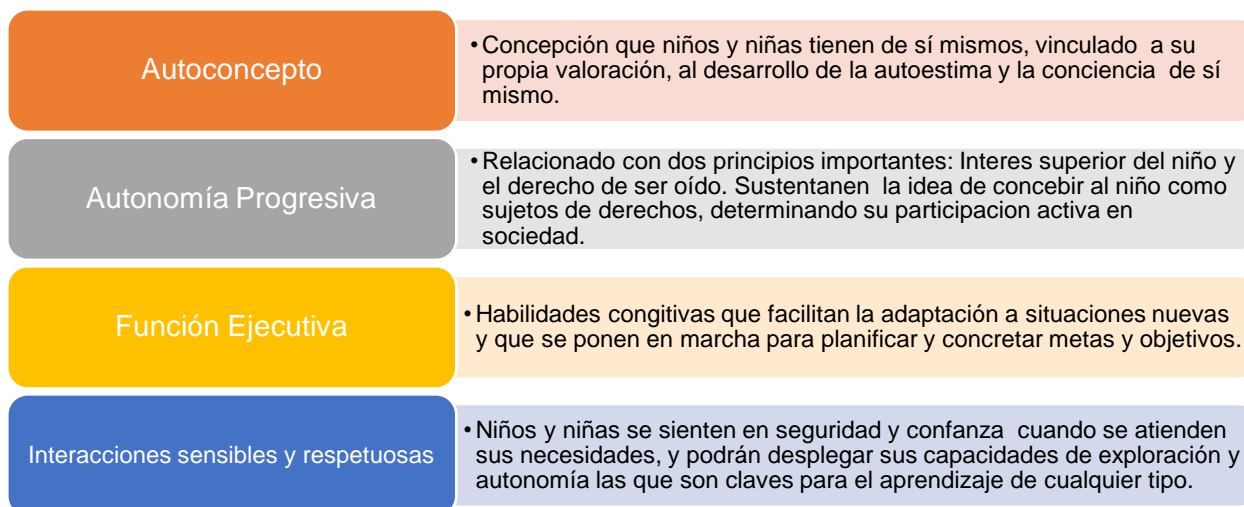 Autoconcepto
• Concepción que niños y niñas tienen de sí mismos, vinculado a su
propia valoración, al desarrollo de la autoestima y la conciencia de sí
mismo.
Autonomía Progresiva
• Relacionado con dos principios importantes: Interes superior del niño y
el derecho de ser oído. Sustentanen la idea de concebir al niño como
sujetos de derechos, determinando su participacion activa en
sociedad.
Función Ejecutiva
• Habilidades congitivas que facilitan la adaptación a situaciones nuevas
y que se ponen en marcha para planificar y concretar metas y objetivos.
Interacciones sensibles y respetuosas
• Niños y niñas se sienten en seguridad y confanza cuando se atienden
sus necesidades, y podrán desplegar sus capacidades de exploración y
autonomía las que son claves para el aprendizaje de cualquier tipo.